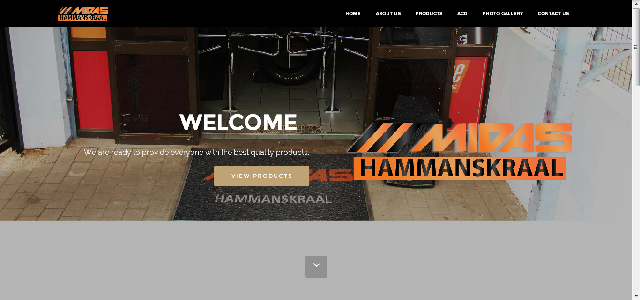 MIDAS
HAMMANSKRAAL
HOME ABOUT US PRODUCTS ACD PHOTO GALLERY CONTACT US
WELCOME
We are ready to provide everyone with the best quality products.
MIDAS
HAMMANSKRAAL
VIEW PRODUCTS
MIDAS
HAMMANSKRAAL